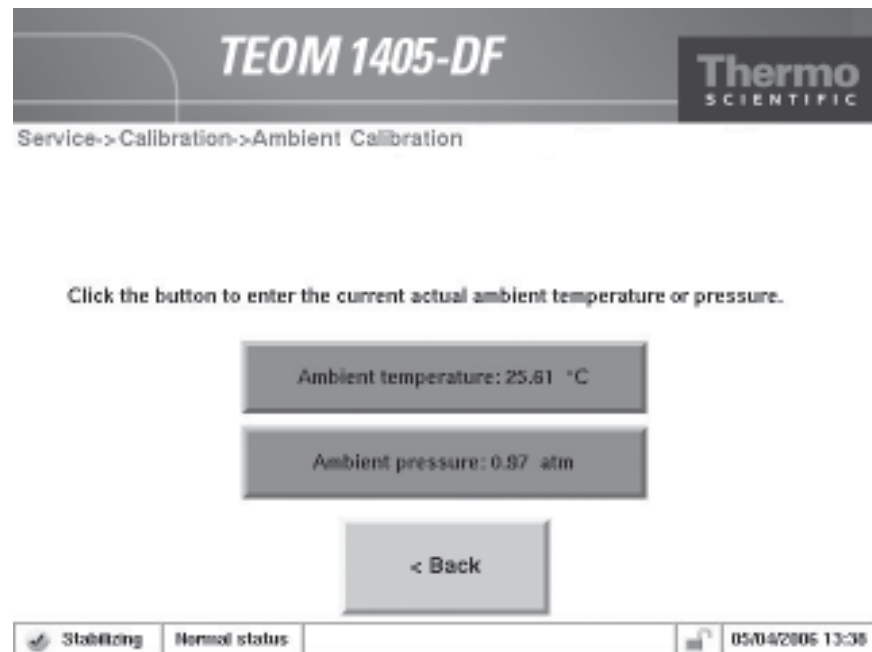 TEOM 1405-DF
Thermo
SCIENTIFIC
Service->Calibration->Ambient Calibration
Click the button to enter the current actual ambient temperature or pressure.
Ambient temperature: 25.61 °C
Ambient pressure: 0.97 atm
< Back
Stabilizing
Normal status
05/04/2006 13:38